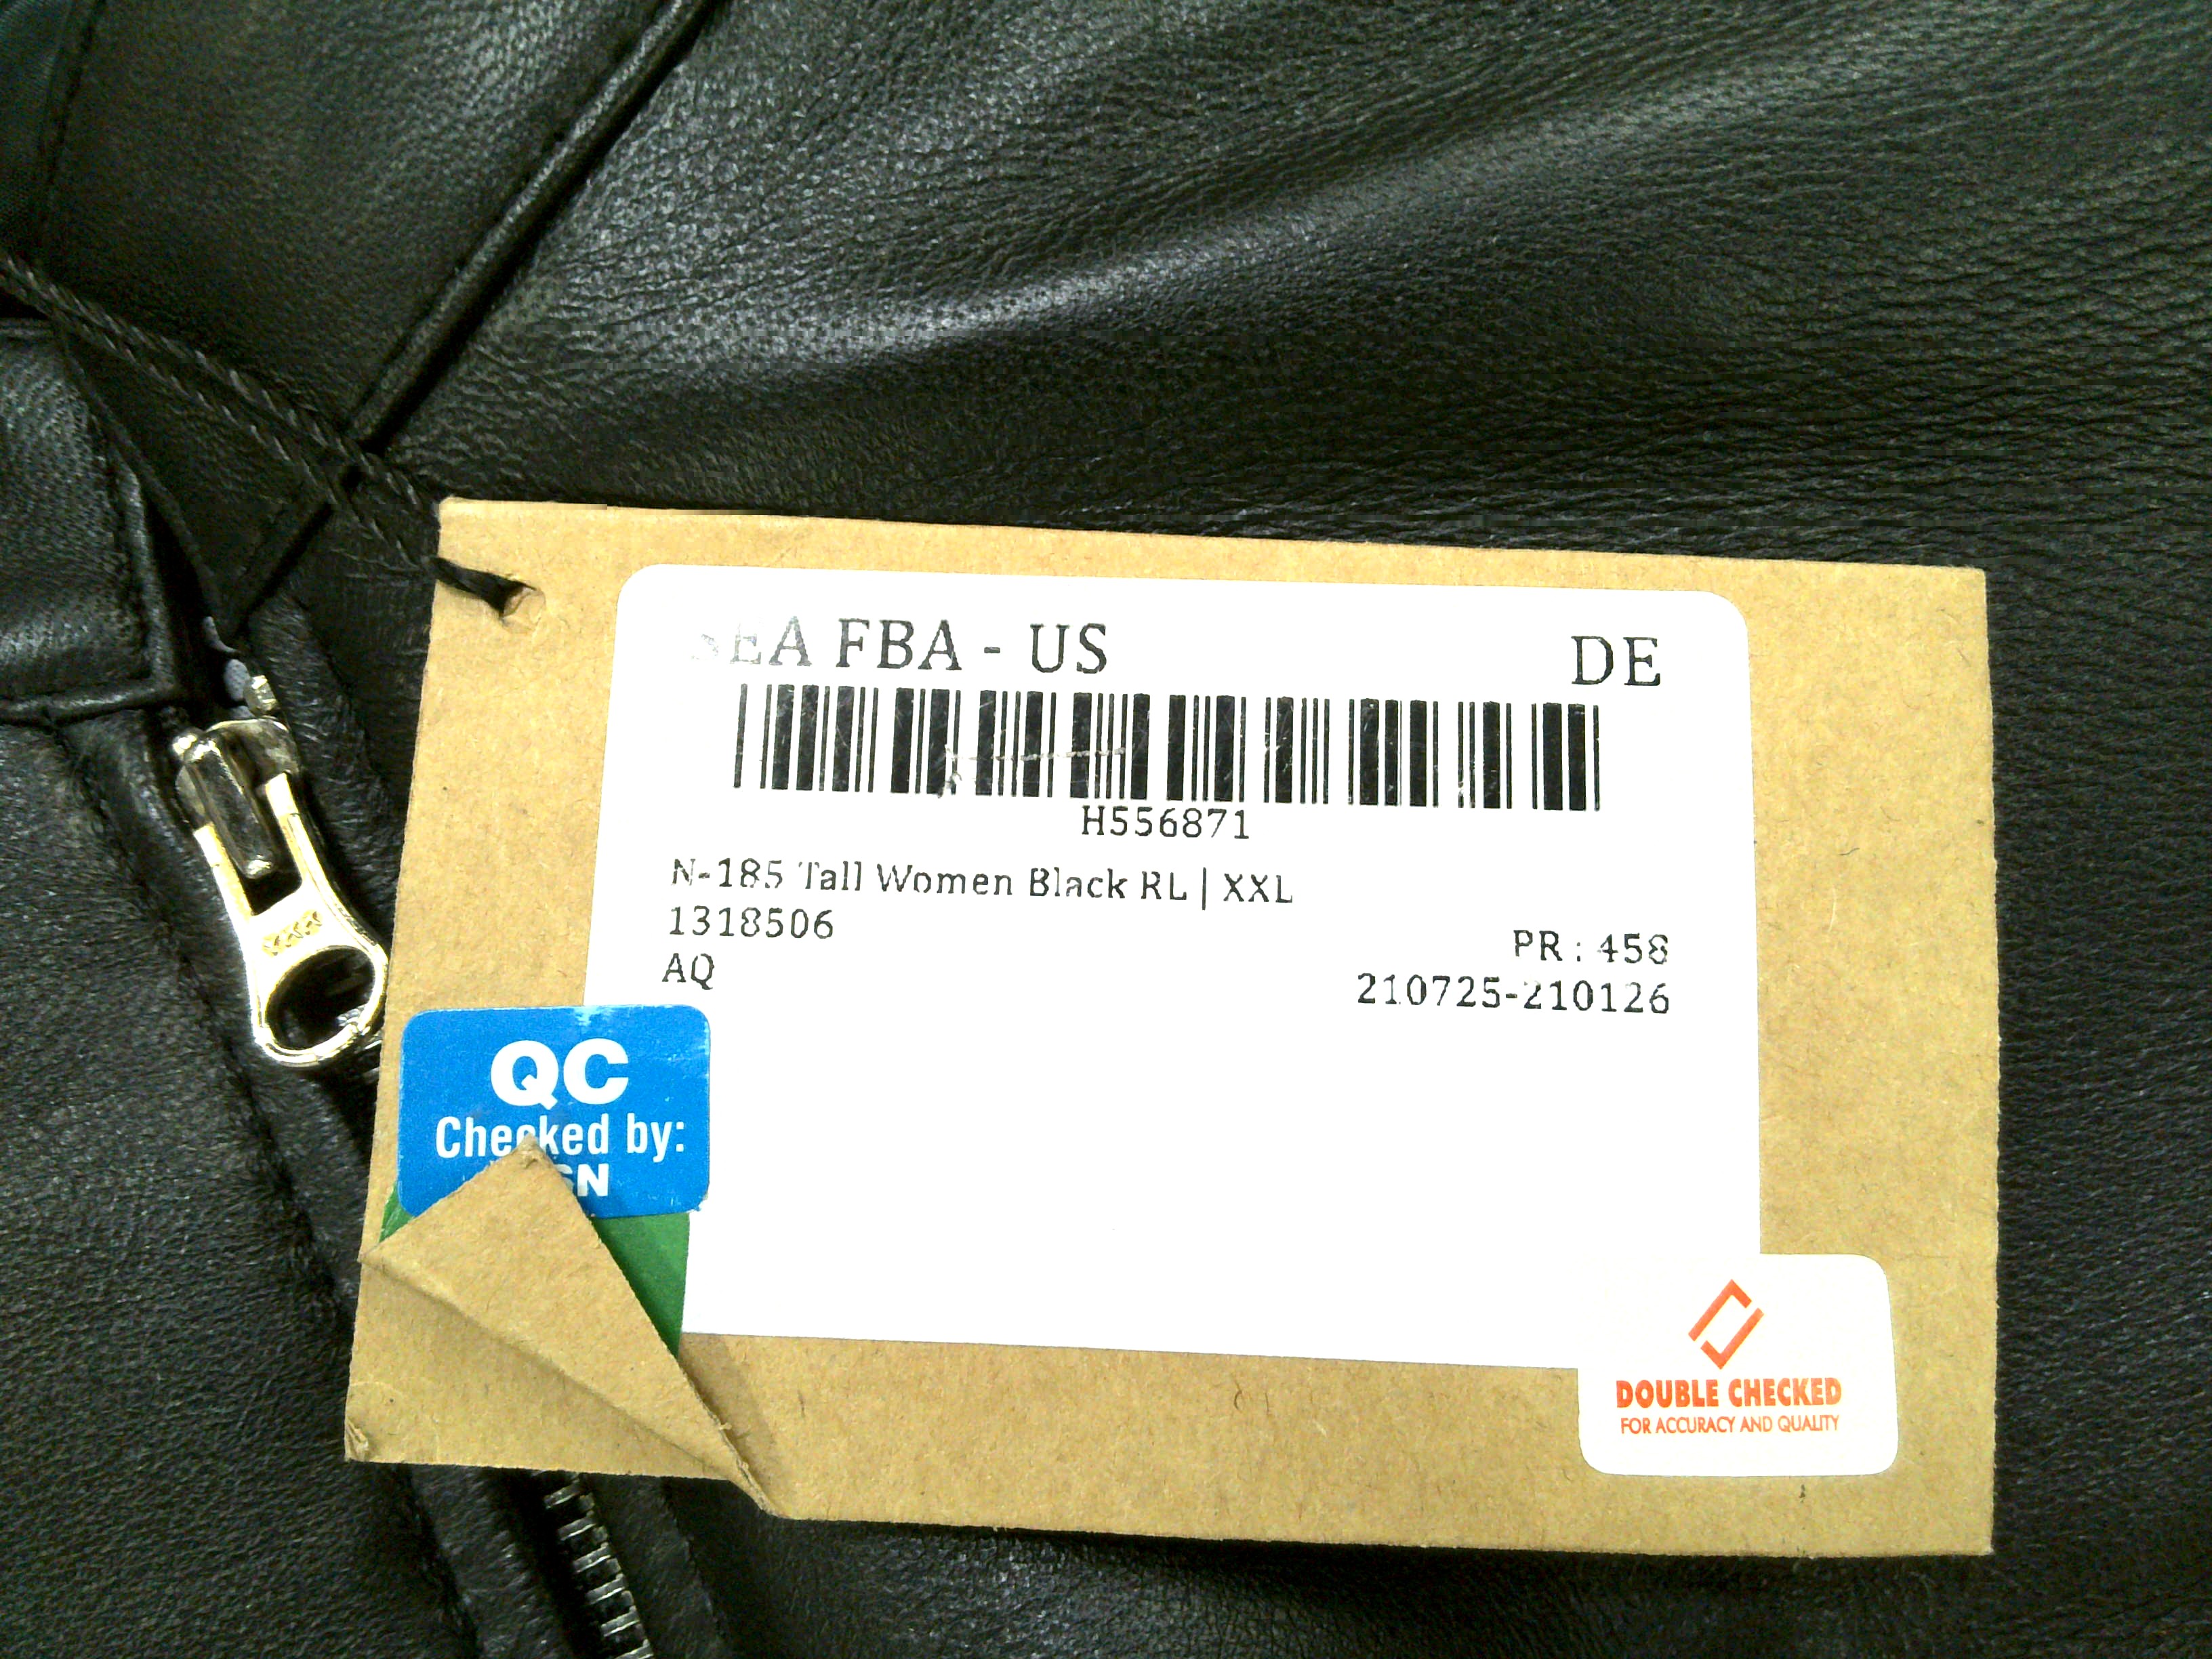 SEA FBA - US DE
H556871
N-185 Tall Women Black RL | XXL
1318506
PR : 458
AQ
210725-210126
QC
Checked by:
DOUBLE CHECKED
FOR ACCURACY AND QUALITY